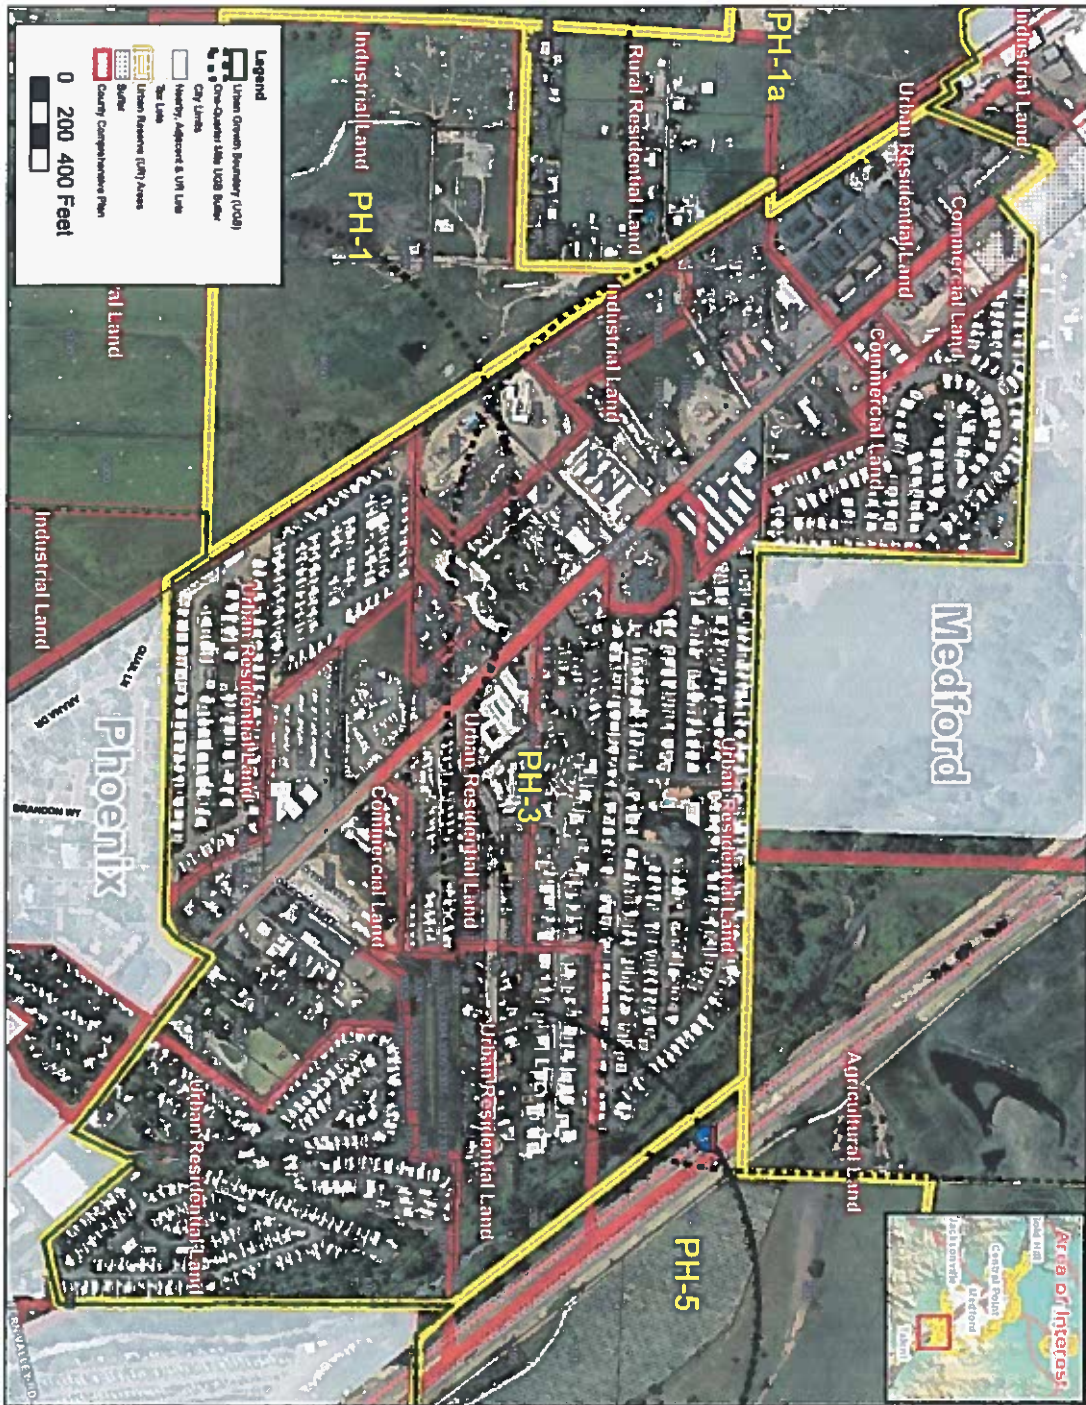 Area of Interest
Gold Hill
Central Point
Jacksonville
Medford
Talent
Industrial Land
PH-1a
Urban Residential Land
Commercial Land
Commercial Land
Medford
Agricultural Land
Industrial Land
Rural Residential Land
PH-1
Industrial Land
Urban Residential Land
PH-3
Urban Residential Land
PH-5
Commercial Land
Urban Residential Land
Urban Residential Land
Urban Residential Land
Industrial Land
Phoenix
BRANDON WY
Legend
Urban Growth Boundary (UGB)
One-Quarter Mile UGB Buffer
City Limits
Nearby, Adjacent & UR Lots
Tax Lots
Urban Reserve (UR) Areas
Buffer
County Comprehensive Plan
0 200 400 Feet